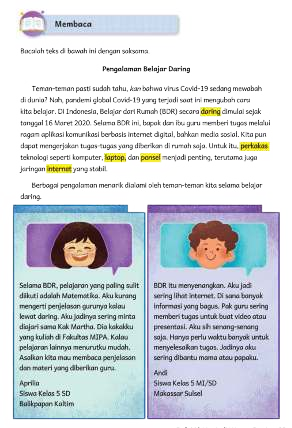 Membaca
Bacalah teks di bawah ini dengan saksama.
Pengalaman Belajar Daring
Teman-teman pasti sudah tahu, kan bahwa virus Covid-19 sedang mewabah
di dunia? Nah, pandemi global Covid-19 yang terjadi saat ini mengubah cara
kita belajar. Di Indonesia, Belajar dari Rumah (BDR) secara daring dimulai sejak
tanggal 16 Maret 2020. Selama BDR ini, bapak dan ibu guru memberi tugas melalui
ragam aplikasi komunikasi berbasis internet digital, bahkan media sosial. Kita pun
dapat mengerjakan tugas-tugas yang diberikan di rumah saja. Untuk itu, perkakas
teknologi seperti komputer, laptop, dan ponsel menjadi penting, terutama juga
jaringan internet yang stabil.
Berbagai pengalaman menarik dialami oleh teman-teman kita selama belajar
daring.
Selama BDR, pelajaran yang paling sulit
diikuti adalah Matematika. Aku kurang
mengerti penjelasan gurunya kalau
lewat daring. Aku jadinya sering minta
diajari sama Kak Martha. Dia kakakku
yang kuliah di Fakultas MIPA. Kalau
pelajaran lainnya menurutku mudah.
Asalkan kita mau membaca penjelasan
dan materi yang diberikan guru.
Aprilia
Siswa Kelas 5 SD
Balikpapan Kaltim
BDR itu menyenangkan. Aku jadi
sering lihat internet. Di sana banyak
informasi yang bagus. Pak guru sering
memberi tugas untuk buat video atau
presentasi. Aku sih senang-senang
saja. Hanya perlu waktu banyak untuk
menyelesaikan tugas. Jadinya aku
sering dibantu mama atau papaku.
Andi
Siswa Kelas 5 MI/SD
Makassar Sulsel